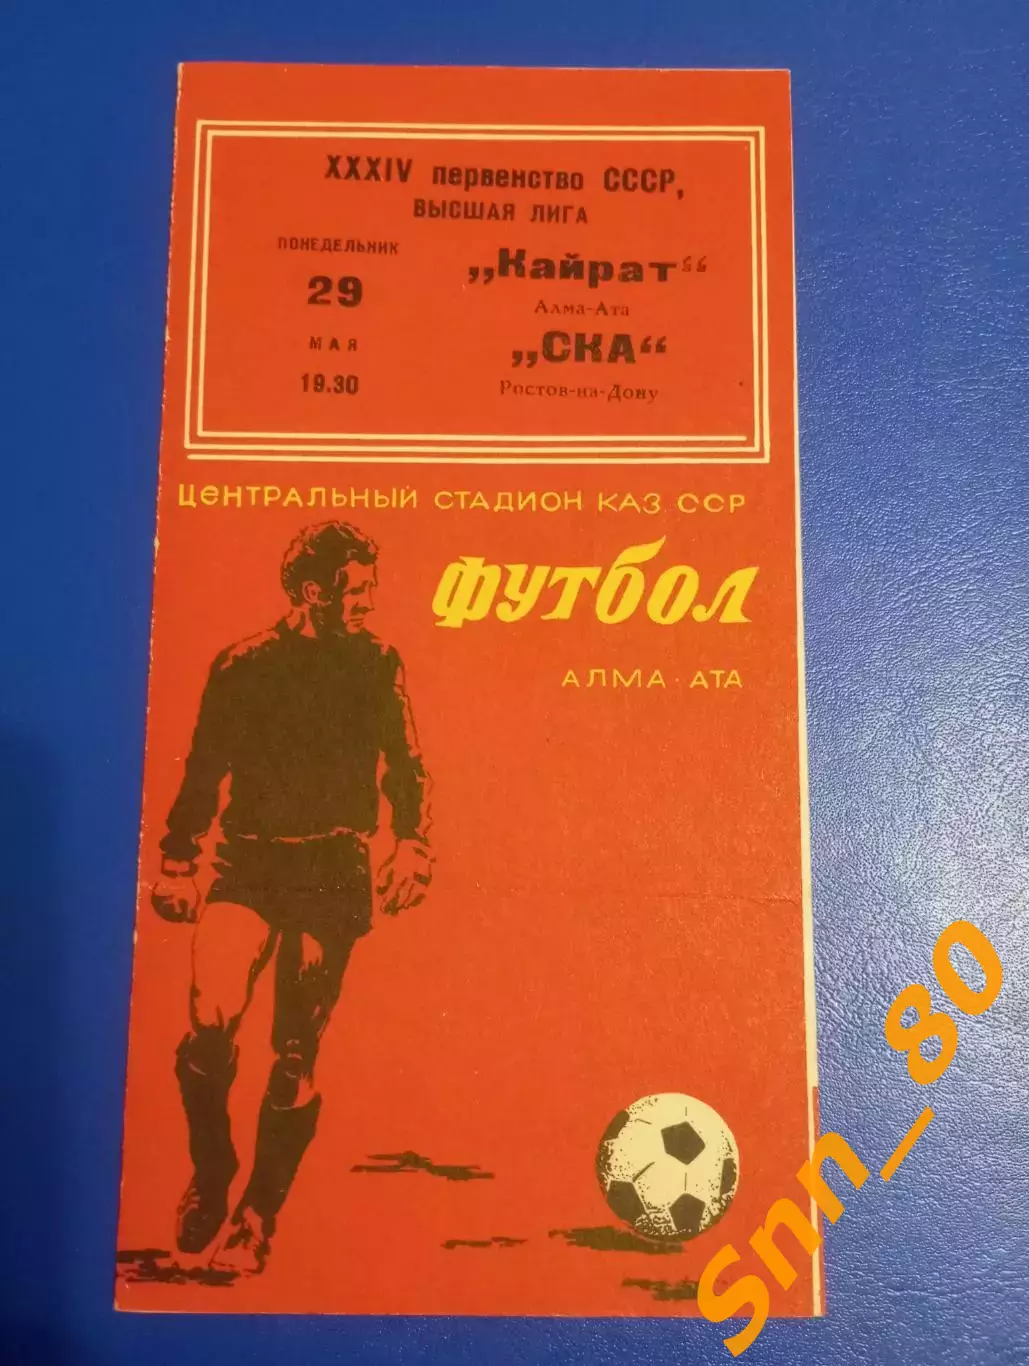 XXXIV первенство СССР,
ВЫСШАЯ ЛИГА
ПОНЕДЕЛЬНИК
29
МАЯ
19.30
„Кайрат“
Алма-Ата
„СКА“
Ростов-на-Дону
ЦЕНТРАЛЬНЫЙ СТАДИОН КАЗ ССР
ФУТБОЛ
АЛМА-АТА
Snn_80